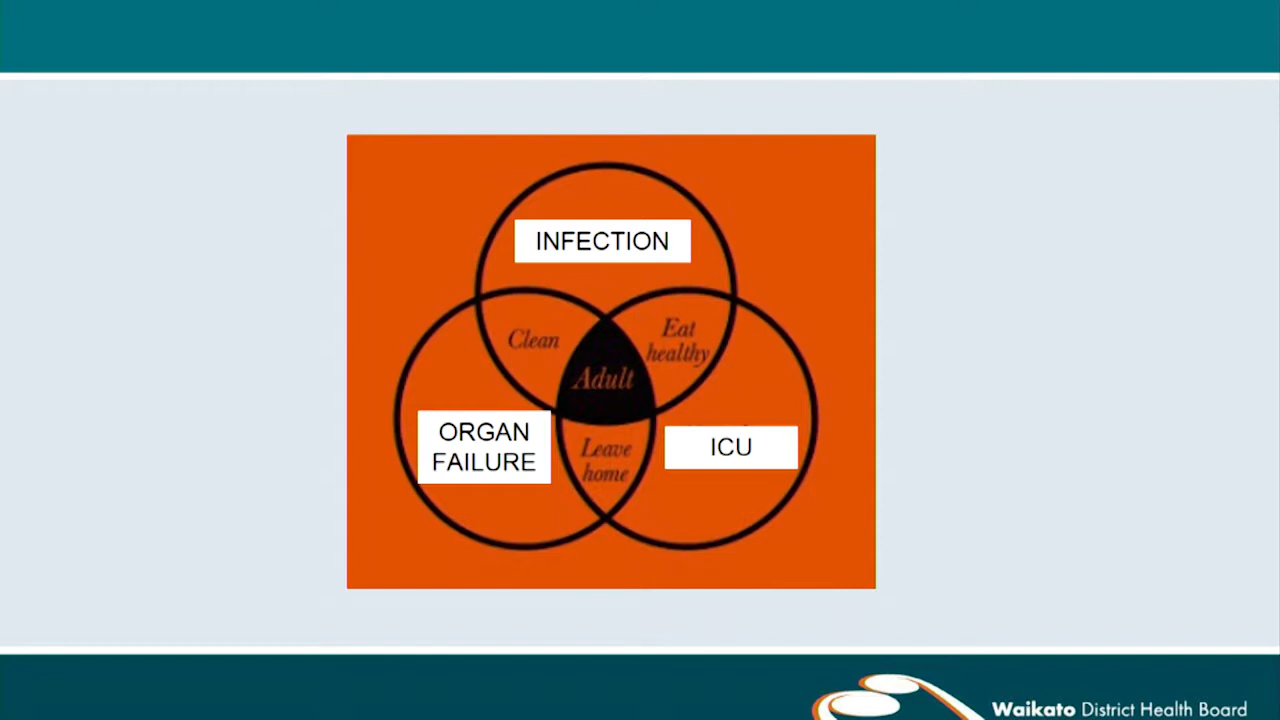 INFECTION
Clean
Eat
healthy
Adult
ORGAN
FAILURE
Leave
home
ICU
Waikato District Health Board